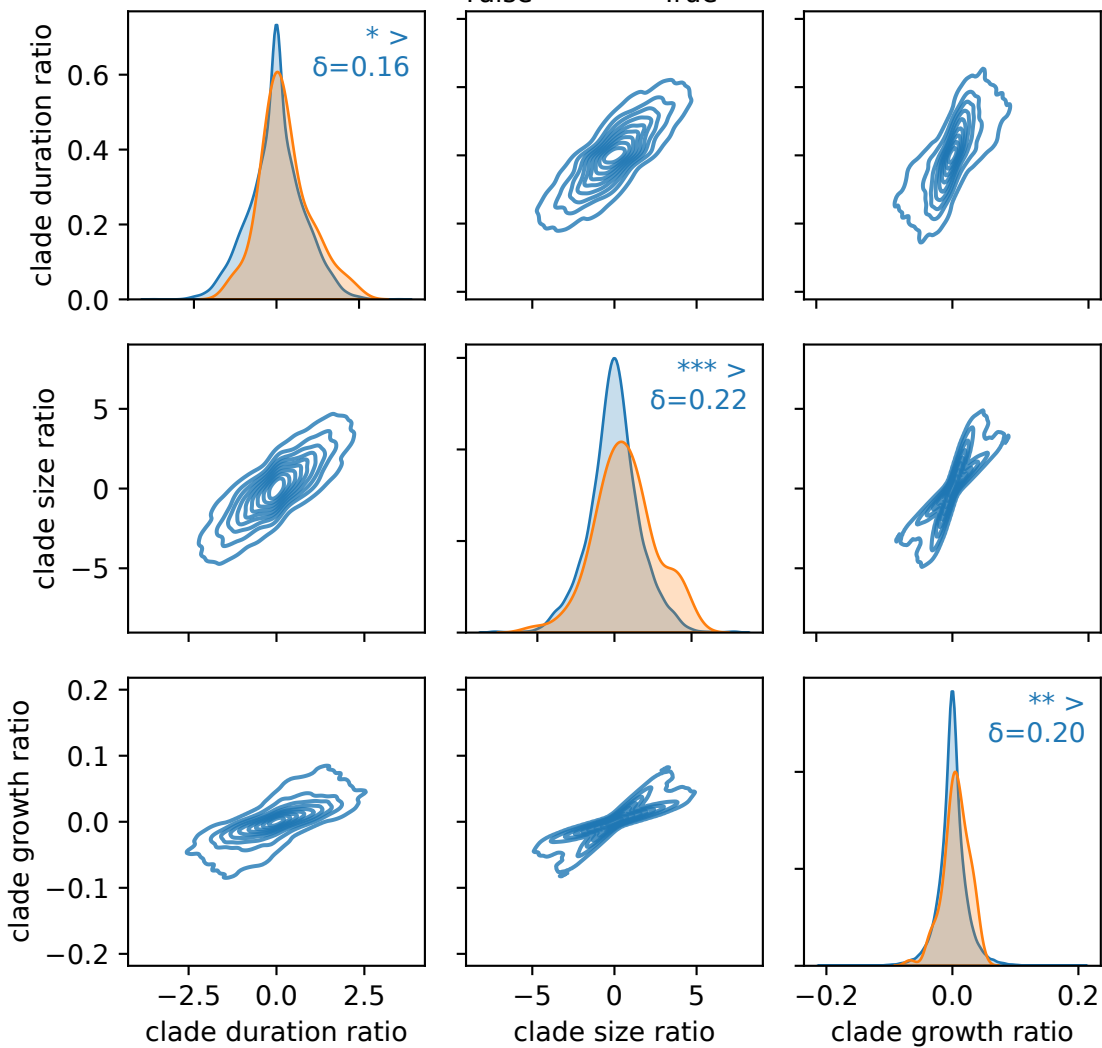 clade duration ratio
0.6
0.4
0.2
0.0
* >
δ=0.16
clade size ratio
5
0
−5
*** >
δ=0.22
clade growth ratio
0.2
0.1
0.0
−0.1
−0.2
** >
δ=0.20
−2.5 0.0 2.5
clade duration ratio
−5 0 5
clade size ratio
−0.2 0.0 0.2
clade growth ratio